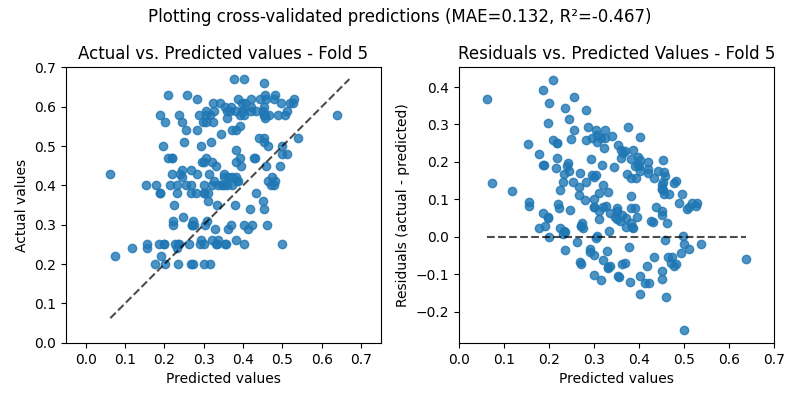 Plotting cross-validated predictions (MAE=0.132, R²=-0.467)
Actual vs. Predicted values - Fold 5
Actual values
0.7
0.6
0.5
0.4
0.3
0.2
0.1
0.0
0.0 0.1 0.2 0.3 0.4 0.5 0.6 0.7
Predicted values
Residuals vs. Predicted Values - Fold 5
Residuals (actual - predicted)
0.4
0.3
0.2
0.1
0.0
−0.1
−0.2
0.0 0.1 0.2 0.3 0.4 0.5 0.6 0.7
Predicted values